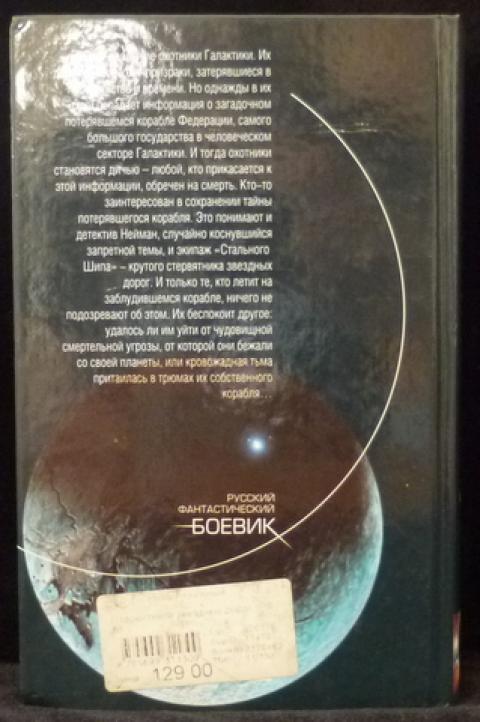 охотники Галактики. Их
призраки, затерявшиеся в
и времени. Но однажды в их
информация о загадочном
потерявшемся корабле Федерации, самого
большого государства в человеческом
секторе Галактики. И тогда охотники
становятся дичью – любой, кто прикасается к
этой информации, обречен на смерть. Кто-то
заинтересован в сохранении тайны
потерявшегося корабля. Это понимают и
детектив Нейман, случайно коснувшийся
запретной темы, и экипаж «Стального
Шипа» – крутого стервятника звездных
дорог. И только те, кто летит на
заблудившемся корабле, ничего не
подозревают об этом. Их беспокоит другое:
удалось ли им уйти от чудовищной
смертельной угрозы, от которой они бежали
со своей планеты, или кровожадная тьма
притаилась в трюмах их собственного
корабля...
РУССКИЙ
ФАНТАСТИЧЕСКИЙ
БОЕВИК
129 00